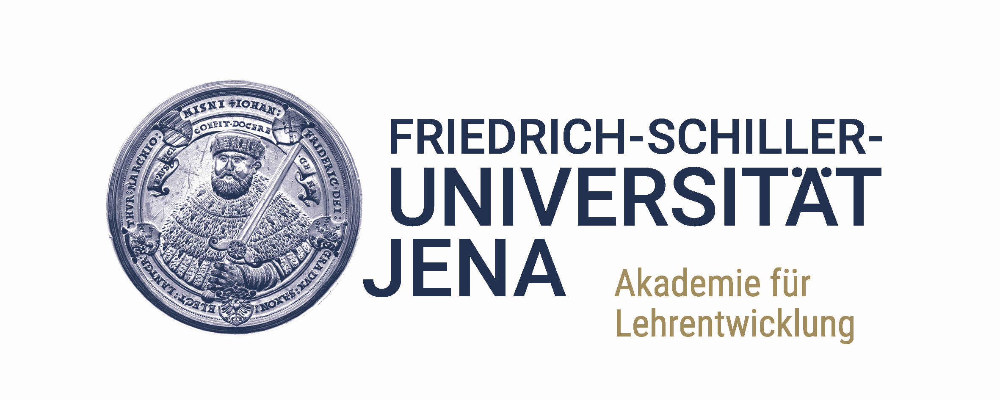 MISNI ⁜ IOHAN:
FRIDERIC·DEI:
GRA DVX: SAXON:
ELECT: LANTGR:
THVR: MARCHIO:
COEPIT·DOCERE
FRIEDRICH-SCHILLER-
UNIVERSITÄT
JENA
Akademie für
Lehrentwicklung